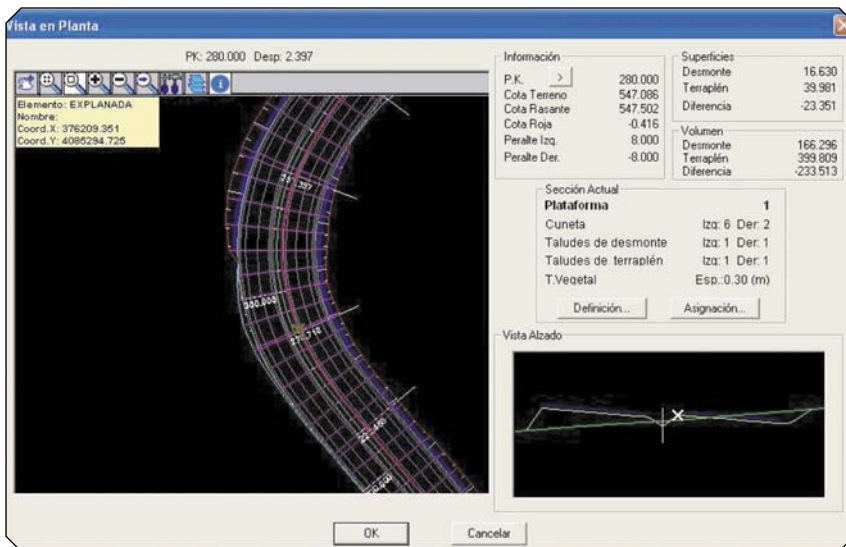 Vista en Planta
PK: 280.000 Desp: 2.397
Elemento: EXPLANADA
Nombre:
Coord.X: 376209.351
Coord.Y: 4085294.725
300.000
Información
P.K. > 280.000
Cota Terreno 547.086
Cota Rasante 547.502
Cota Roja -0.416
Peralte Izq. 8.000
Peralte Der. -8.000
Superficies
Desmonte 16.630
Terraplén 39.981
Diferencia -23.351
Volumen
Desmonte 166.296
Terraplén 399.809
Diferencia -233.513
Sección Actual
Plataforma 1
Cuneta Izq: 6 Der: 2
Taludes de desmonte Izq: 1 Der: 1
Taludes de terraplén Izq: 1 Der: 1
T.Vegetal Esp.:0.30 (m)
Definición...
Asignación...
Vista Alzado
OK
Cancelar